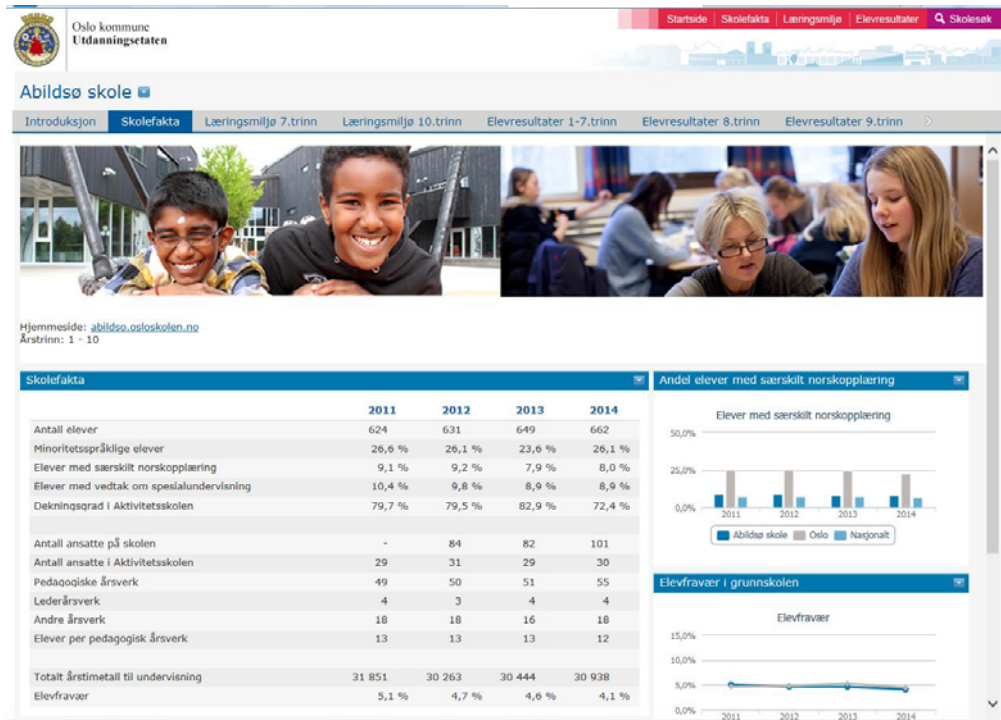 Oslo kommune
Utdanningsetaten
Startside Skolefakta Læringsmiljø Elevresultater Skolesøk
Abildsø skole
Introduksjon Skolefakta Læringsmiljø 7.trinn Læringsmiljø 10.trinn Elevresultater 1-7.trinn Elevresultater 8.trinn Elevresultater 9.trinn
Hjemmeside: abildso.osloskolen.no
Årstrinn: 1 - 10
Skolefakta
2011 2012 2013 2014
Antall elever 624 631 649 662
Minoritetsspråklige elever 26,6 % 26,1 % 23,6 % 26,1 %
Elever med særskilt norskopplæring 9,1 % 9,2 % 7,9 % 8,0 %
Elever med vedtak om spesialundervisning 10,4 % 9,8 % 8,9 % 8,9 %
Dekningsgrad i Aktivitetsskolen 79,7 % 79,5 % 82,9 % 72,4 %
Antall ansatte på skolen - 84 82 101
Antall ansatte i Aktivitetsskolen 29 31 29 30
Pedagogiske årsverk 49 50 51 55
Lederårsverk 4 3 4 4
Andre årsverk 18 18 16 18
Elever per pedagogisk årsverk 13 13 13 12
Totalt årstimetall til undervisning 31 851 30 263 30 444 30 938
Elevfravær 5,1 % 4,7 % 4,6 % 4,1 %
Andel elever med særskilt norskopplæring
Elever med særskilt norskopplæring
50,0%
25,0%
0,0%
2011 2012 2013 2014
Abildsø skole Oslo Nasjonalt
Elevfravær i grunnskolen
Elevfravær
15,0%
10,0%
5,0%
0,0%
2011 2012 2013 2014